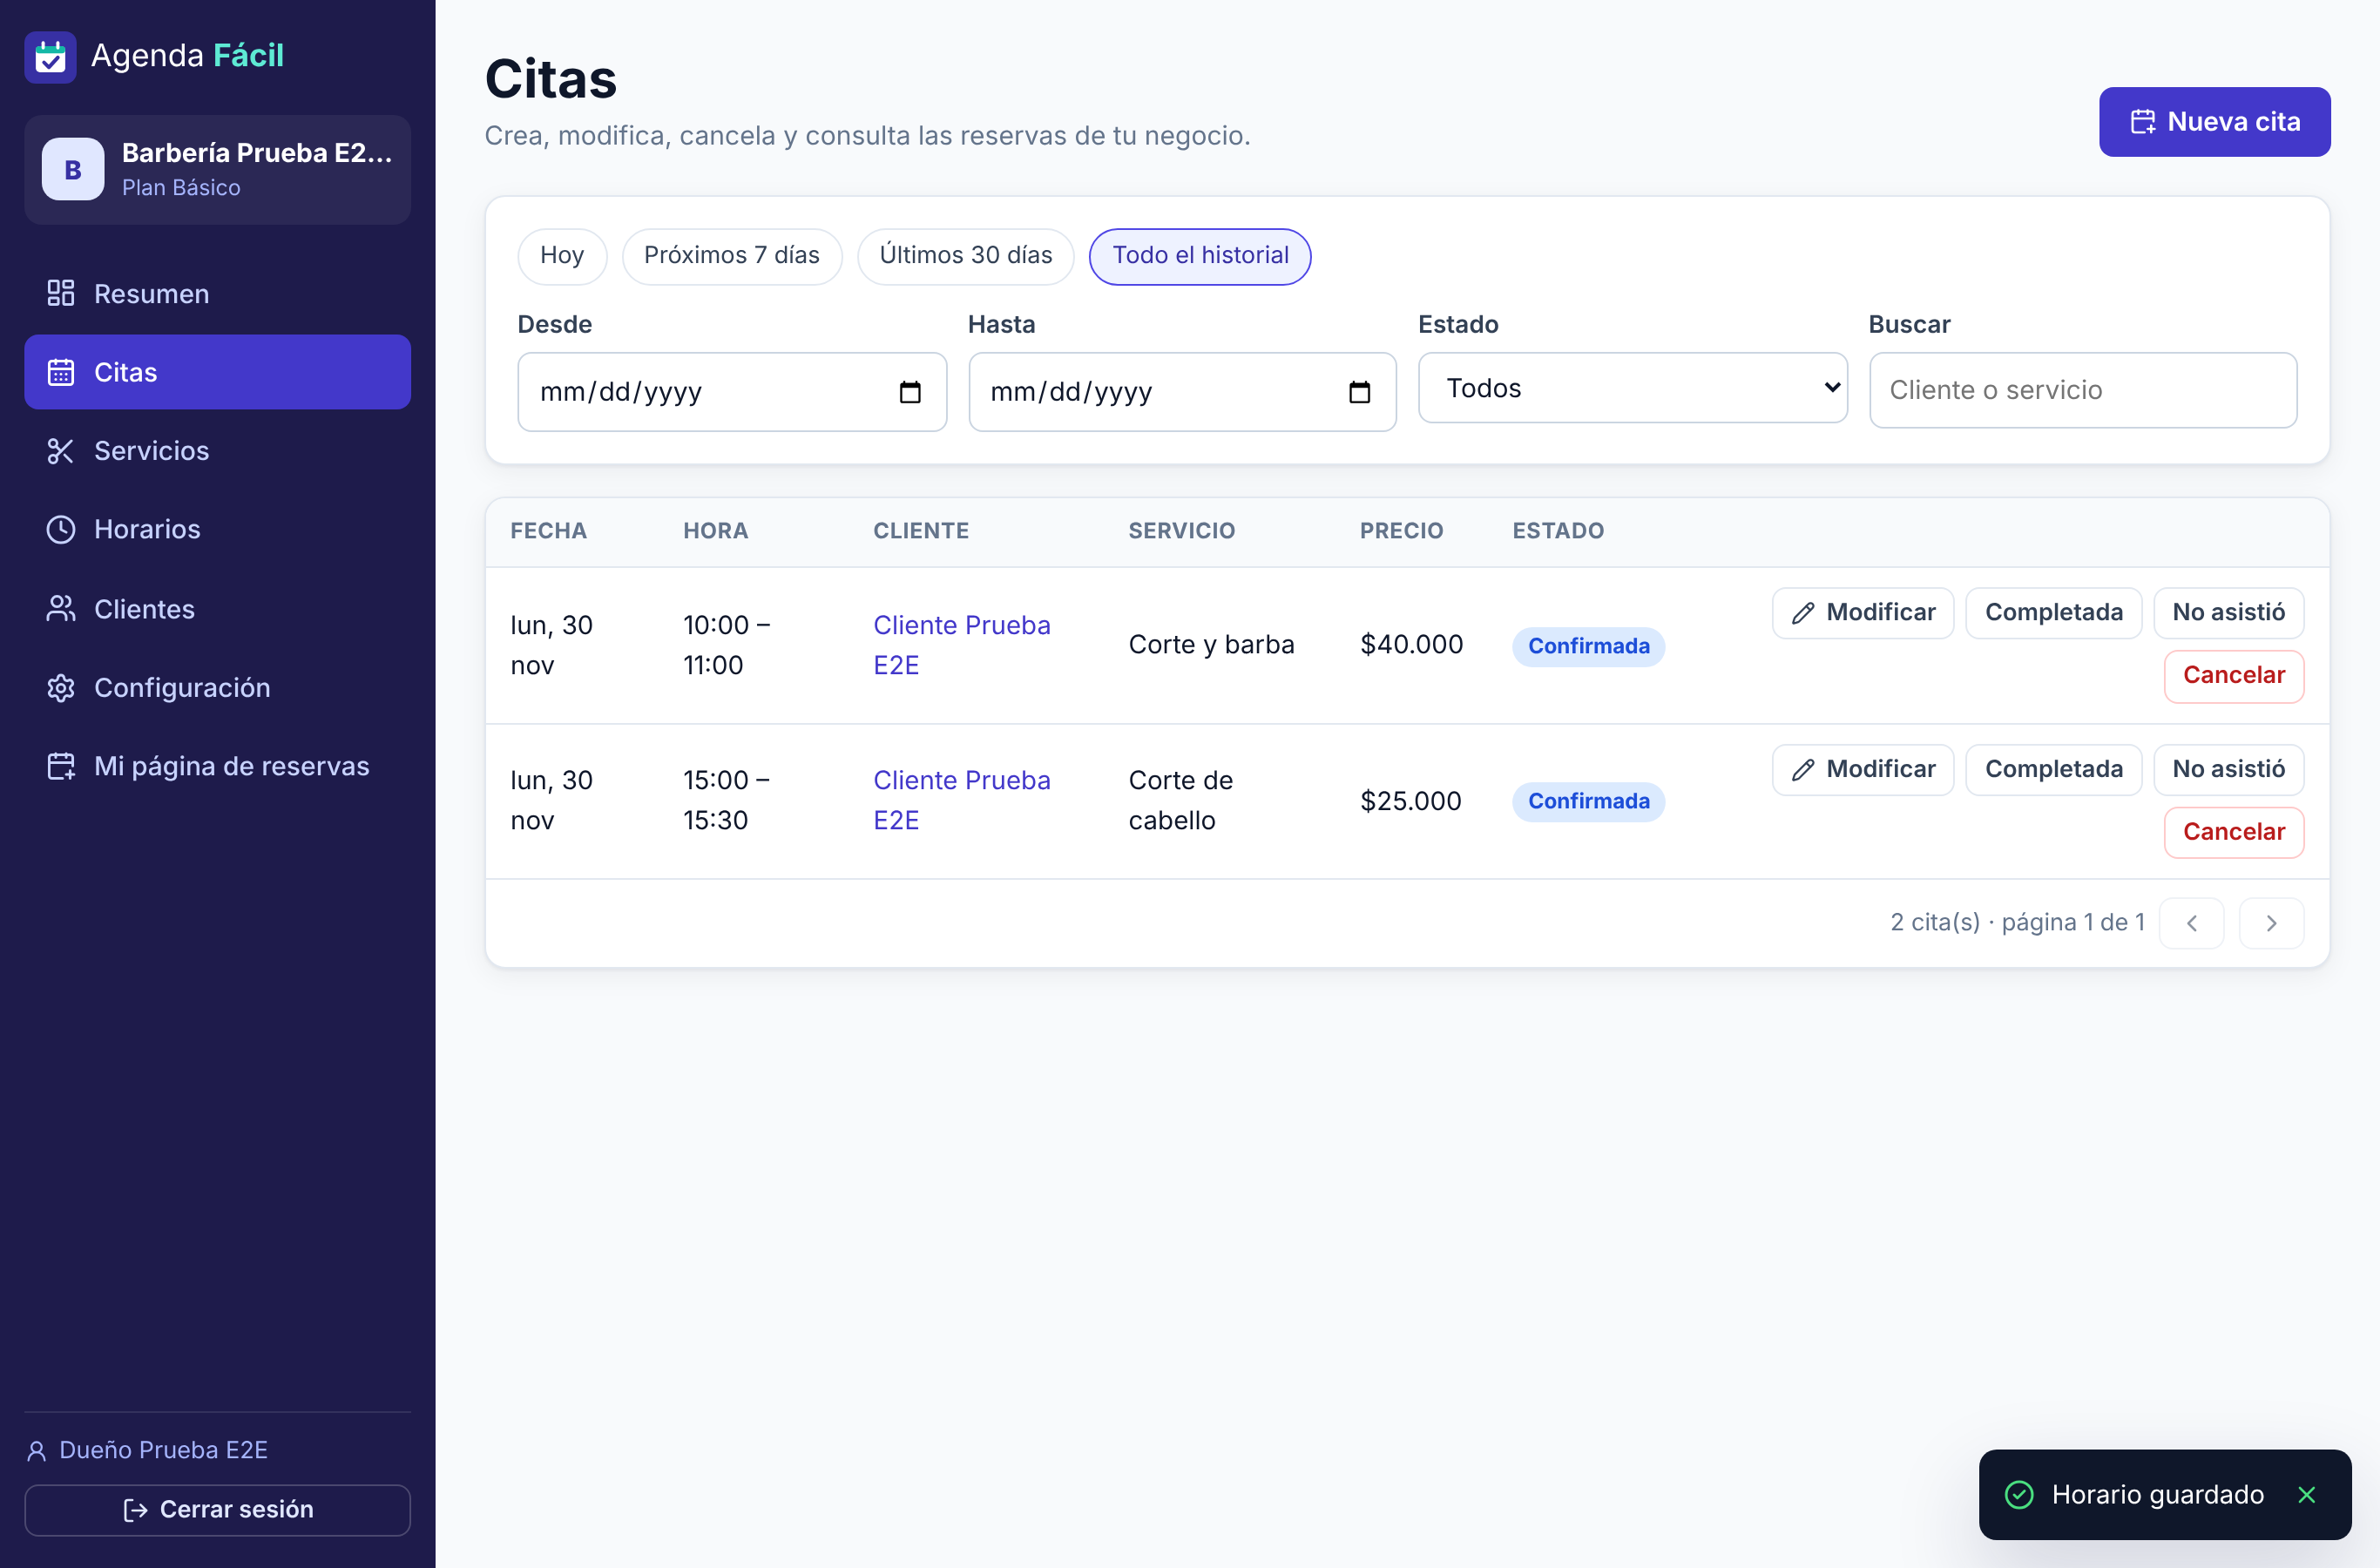 Agenda Fácil
B
Barbería Prueba E2...
Plan Básico
Resumen
Citas
Servicios
Horarios
Clientes
Configuración
Mi página de reservas
Dueño Prueba E2E
Cerrar sesión
Citas
Crea, modifica, cancela y consulta las reservas de tu negocio.
Nueva cita
Hoy
Próximos 7 días
Últimos 30 días
Todo el historial
Desde
Hasta
Estado
Buscar
mm/dd/yyyy
mm/dd/yyyy
Todos
Cliente o servicio
FECHA
HORA
CLIENTE
SERVICIO
PRECIO
ESTADO
lun, 30
nov
10:00 –
11:00
Cliente Prueba
E2E
Corte y barba
$40.000
Confirmada
Modificar
Completada
No asistió
Cancelar
lun, 30
nov
15:00 –
15:30
Cliente Prueba
E2E
Corte de
cabello
$25.000
Confirmada
Modificar
Completada
No asistió
Cancelar
2 cita(s) · página 1 de 1
Horario guardado